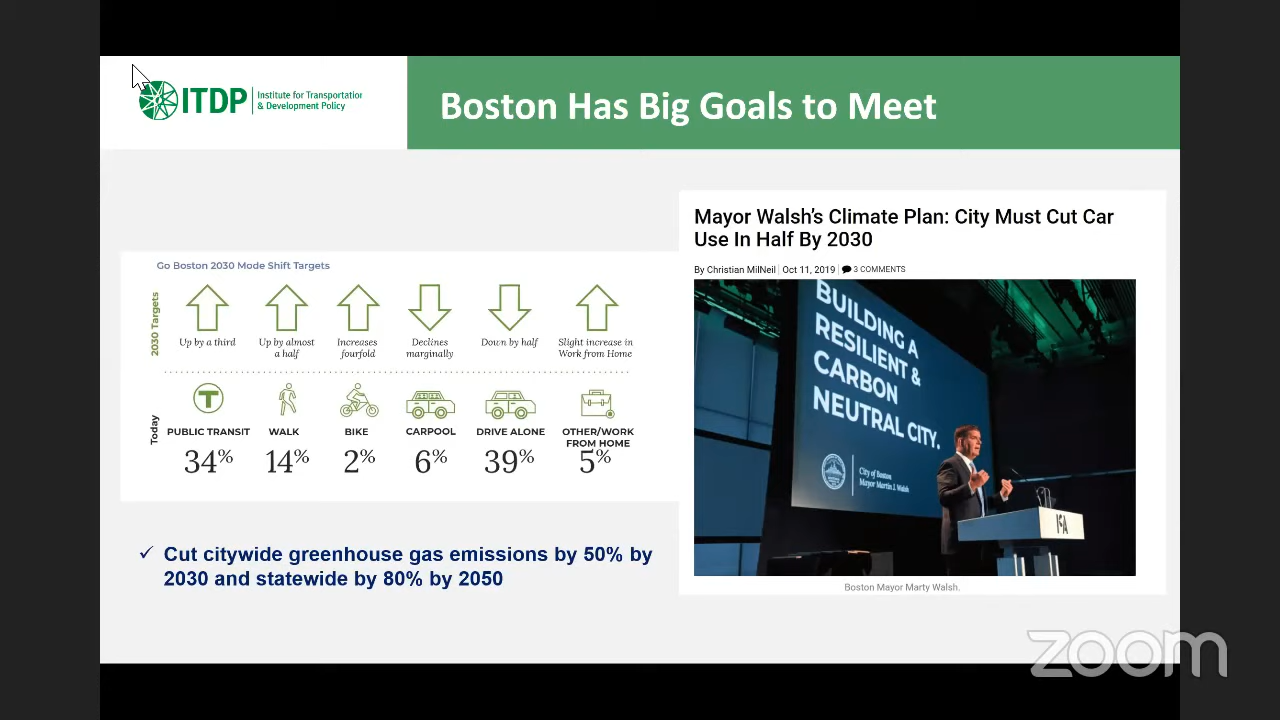 ITDP
Institute for Transportation
& Development Policy
Boston Has Big Goals to Meet
Go Boston 2030 Mode Shift Targets
2030 Targets
Up by a third
Up by almost
a half
Increases
fourfold
Declines
marginally
Down by half
Slight increase in
Work from Home
Today
T
PUBLIC TRANSIT
WALK
BIKE
CARPOOL
DRIVE ALONE
OTHER/WORK
FROM HOME
34%
14%
2%
6%
39%
5%
✓ Cut citywide greenhouse gas emissions by 50% by
2030 and statewide by 80% by 2050
Mayor Walsh's Climate Plan: City Must Cut Car
Use In Half By 2030
By Christian MilNeil | Oct 11, 2019 | 3 COMMENTS
BUILDING A
RESILIENT &
CARBON
NEUTRAL CITY.
City of Boston
Mayor Martin J. Walsh
ICA
Boston Mayor Marty Walsh.
zoom